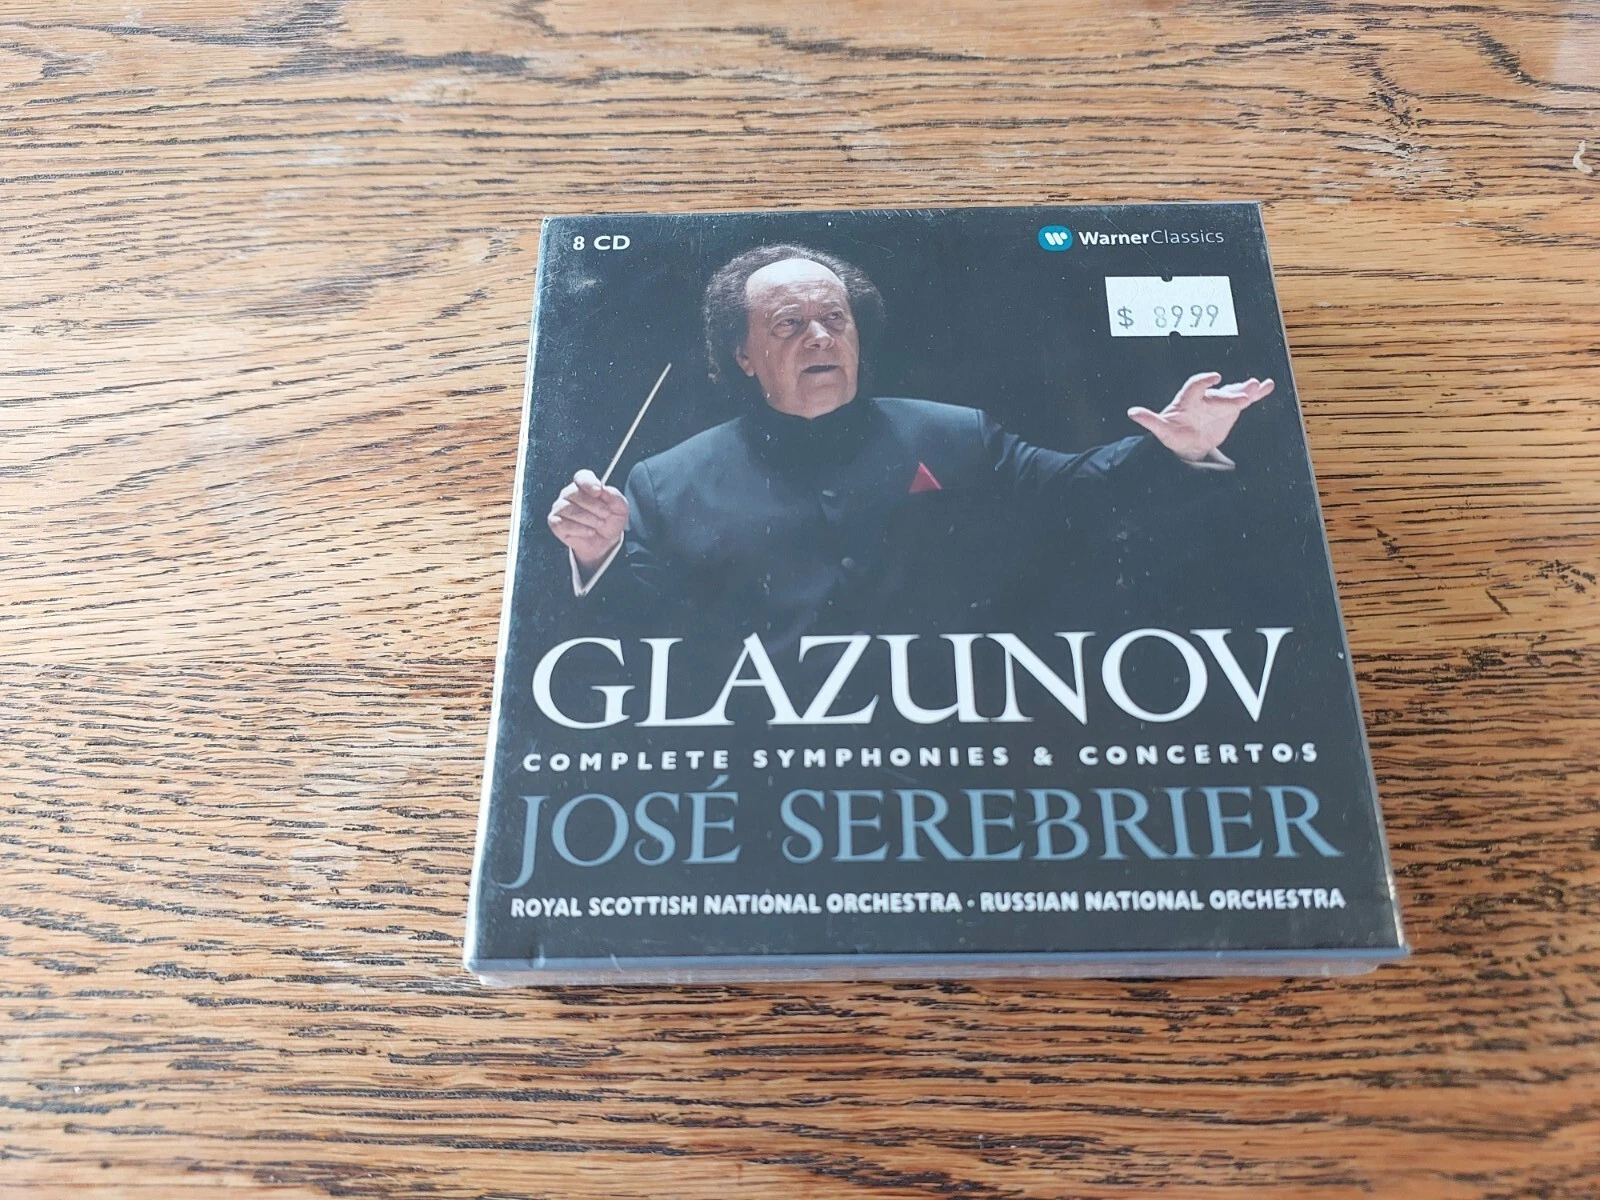 8 CD
WarnerClassics
$ 89.99
GLAZUNOV
COMPLETE SYMPHONIES & CONCERTOS
JOSÉ SEREBRIER
ROYAL SCOTTISH NATIONAL ORCHESTRA · RUSSIAN NATIONAL ORCHESTRA